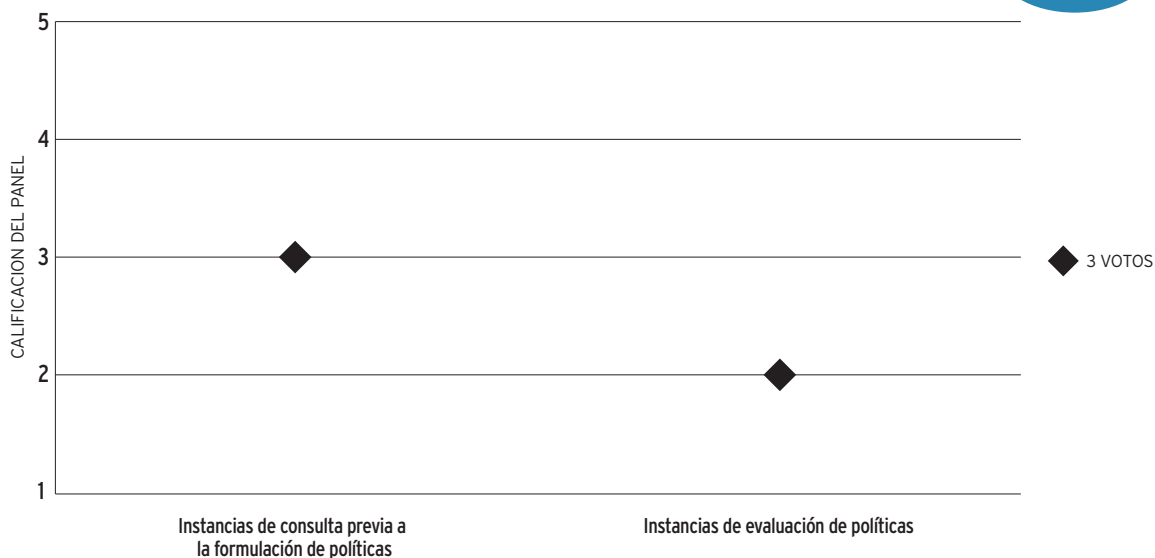 5
4
3
2
1
CALIFICACION DEL PANEL
3 VOTOS
Instancias de consulta previa a
la formulación de políticas
Instancias de evaluación de políticas